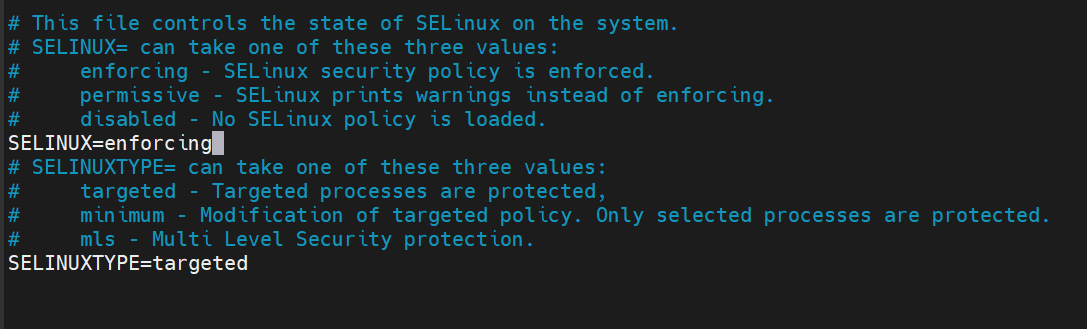 # This file controls the state of SELinux on the system.
# SELINUX= can take one of these three values:
#     enforcing - SELinux security policy is enforced.
#     permissive - SELinux prints warnings instead of enforcing.
#     disabled - No SELinux policy is loaded.
SELINUX=enforcing
# SELINUXTYPE= can take one of these three values:
#     targeted - Targeted processes are protected,
#     minimum - Modification of targeted policy. Only selected processes are protected.
#     mls - Multi Level Security protection.
SELINUXTYPE=targeted